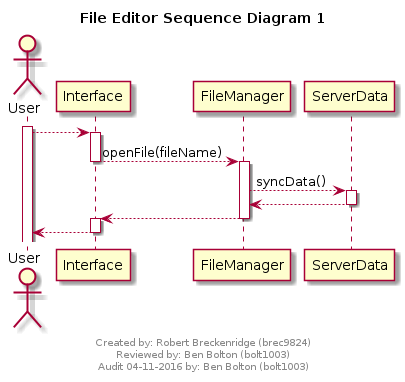 File Editor Sequence Diagram 1
User
Interface
FileManager
ServerData
openFile(fileName)
syncData()
User
Interface
FileManager
ServerData
Created by: Robert Breckenridge (brec9824)
Reviewed by: Ben Bolton (bolt1003)
Audit 04-11-2016 by: Ben Bolton (bolt1003)